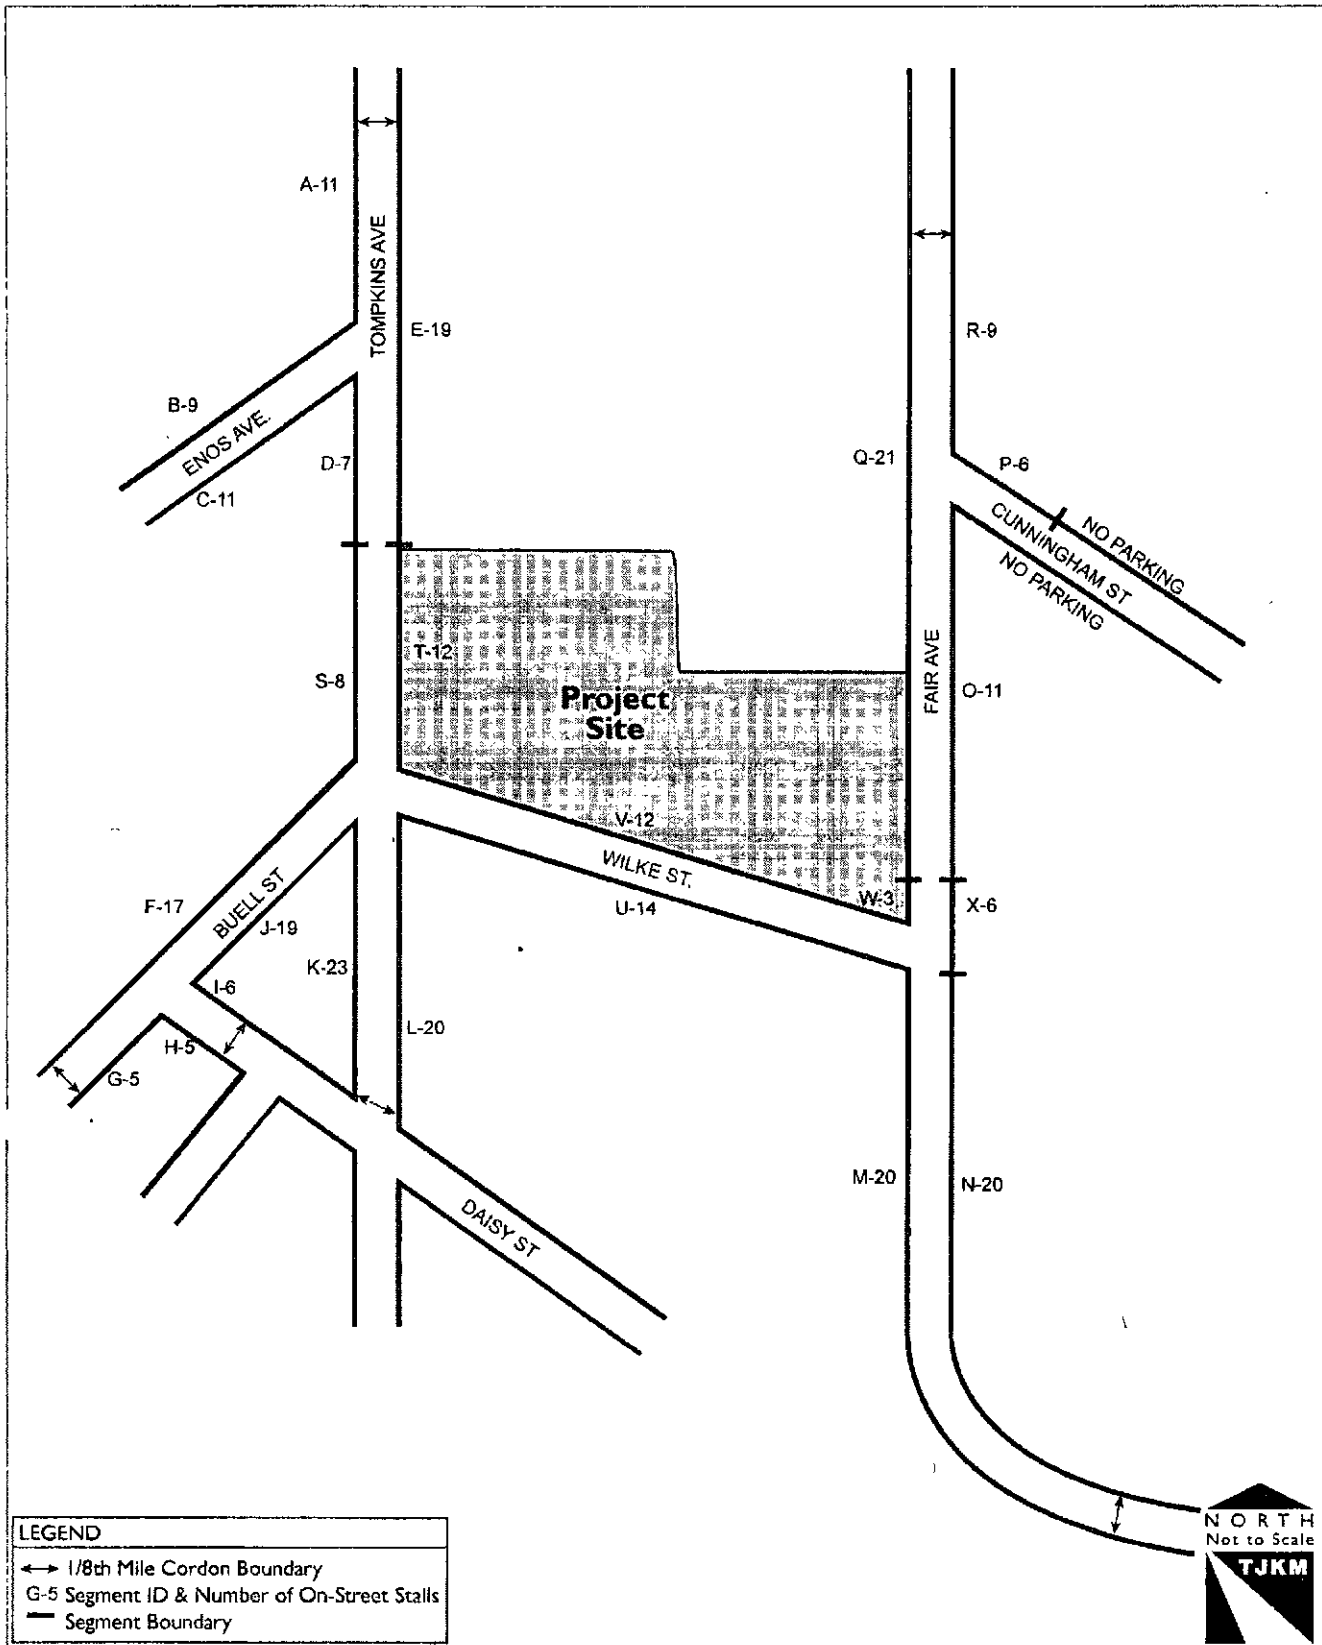 A-11
TOMPKINS AVE
E-19
R-9
B-9
ENOS AVE.
D-7
C-11
Q-21
P-6
NO PARKING
CUNNINGHAM ST
NO PARKING
T-12
S-8
Project
Site
FAIR AVE
O-11
V-12
WILKE ST.
W-3
X-6
U-14
F-17
BUELL ST
J-19
K-23
I-6
L-20
H-5
G-5
M-20
N-20
DAISY ST
LEGEND
1/8th Mile Cordon Boundary
G-5 Segment ID & Number of On-Street Stalls
Segment Boundary
NORTH
Not to Scale
TJKM